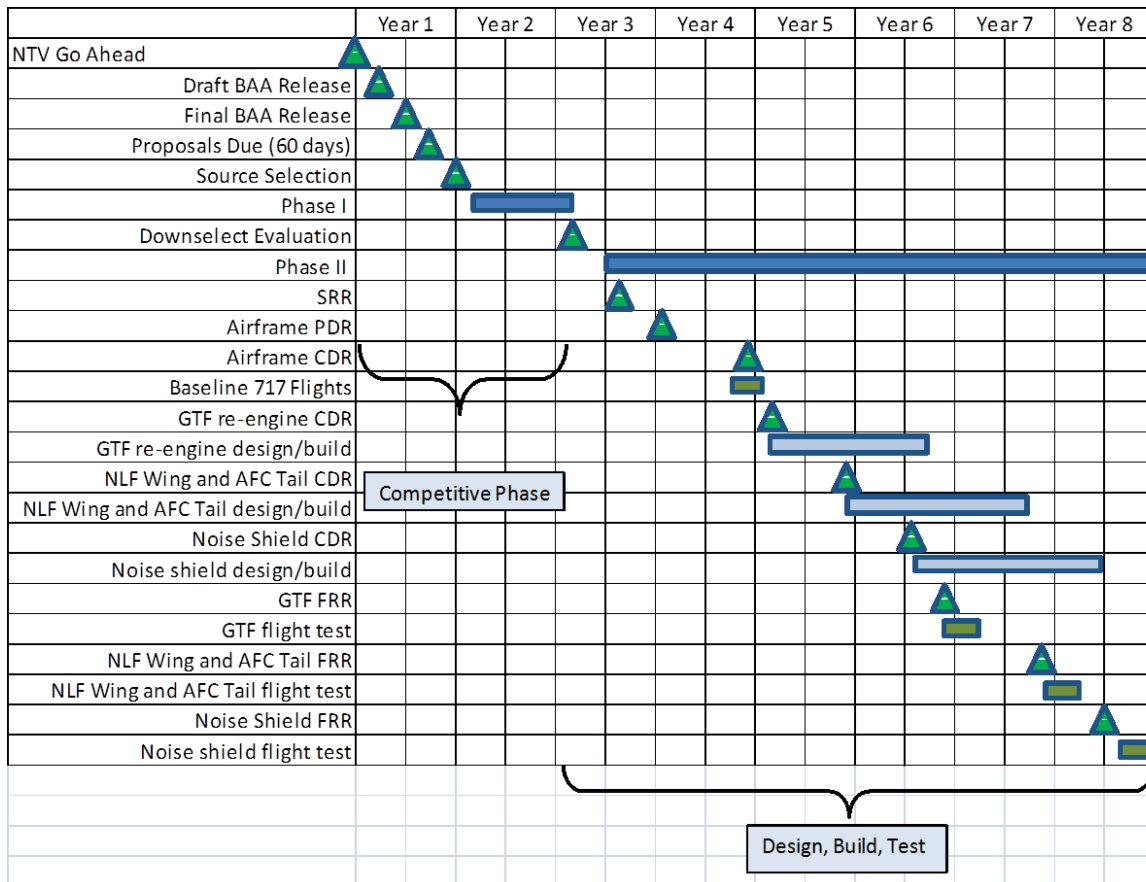 Year 1 Year 2 Year 3 Year 4 Year 5 Year 6 Year 7 Year 8
NTV Go Ahead
Draft BAA Release
Final BAA Release
Proposals Due (60 days)
Source Selection
Phase I
Downselect Evaluation
Phase II
SRR
Airframe PDR
Airframe CDR
Baseline 717 Flights
GTF re-engine CDR
GTF re-engine design/build
NLF Wing and AFC Tail CDR
Competitive Phase
NLF Wing and AFC Tail design/build
Noise Shield CDR
Noise shield design/build
GTF FRR
GTF flight test
NLF Wing and AFC Tail FRR
NLF Wing and AFC Tail flight test
Noise Shield FRR
Noise shield flight test
Design, Build, Test